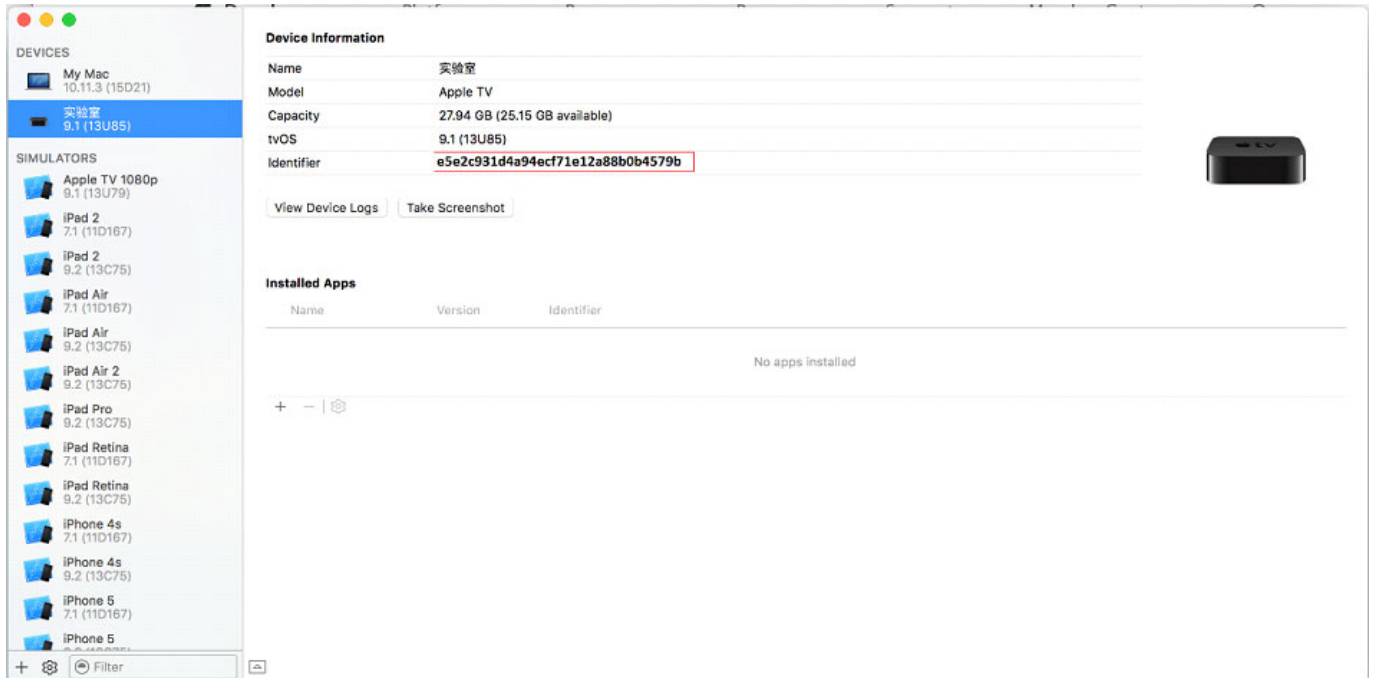 Device Information
DEVICES
My Mac
10.11.3 (15D21)
实验室
9.1 (13U85)
SIMULATORS
Apple TV 1080p
9.1 (13U79)
iPad 2
7.1 (11D167)
iPad 2
9.2 (13C75)
iPad Air
7.1 (11D167)
iPad Air
9.2 (13C75)
iPad Air 2
9.2 (13C75)
iPad Pro
9.2 (13C75)
iPad Retina
7.1 (11D167)
iPad Retina
9.2 (13C75)
iPhone 4s
7.1 (11D167)
iPhone 4s
9.2 (13C75)
iPhone 5
7.1 (11D167)
iPhone 5
Filter
Name 实验室
Model Apple TV
Capacity 27.94 GB (25.15 GB available)
tvOS 9.1 (13U85)
Identifier e5e2c931d4a94ecf71e12a88b0b4579b
View Device Logs Take Screenshot
tv
Installed Apps
Name Version Identifier
No apps installed